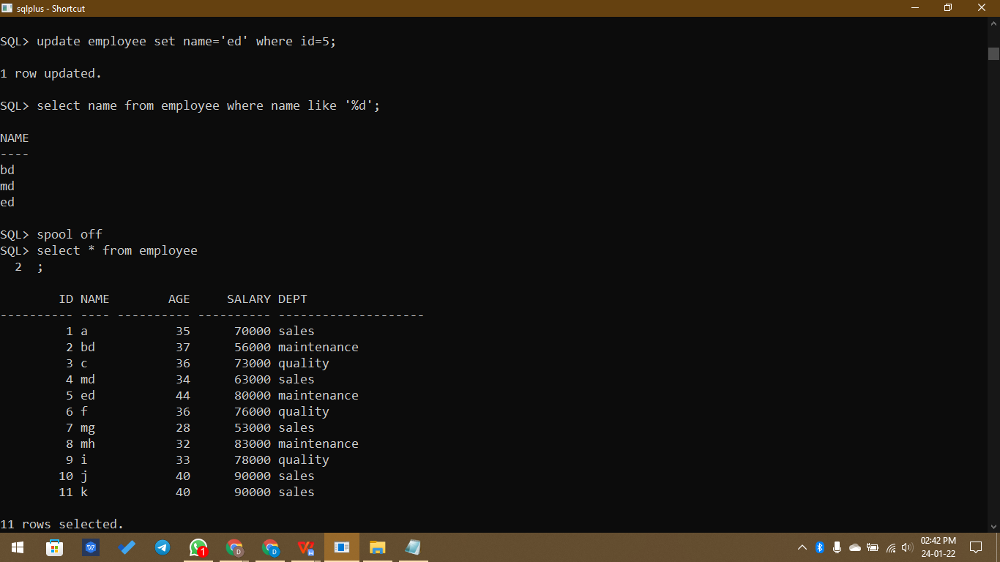 sqlplus - Shortcut
SQL> update employee set name='ed' where id=5;
1 row updated.
SQL> select name from employee where name like '%d';
NAME
----
bd
md
ed
SQL> spool off
SQL> select * from employee
  2  ;
        ID NAME        AGE     SALARY DEPT
---------- ---- ---------- ---------- --------------------
         1 a            35      70000 sales
         2 bd           37      56000 maintenance
         3 c            36      73000 quality
         4 md           34      63000 sales
         5 ed           44      80000 maintenance
         6 f            36      76000 quality
         7 mg           28      53000 sales
         8 mh           32      83000 maintenance
         9 i            33      78000 quality
        10 j            40      90000 sales
        11 k            40      90000 sales
11 rows selected.
1
D
D
02:42 PM
24-01-22